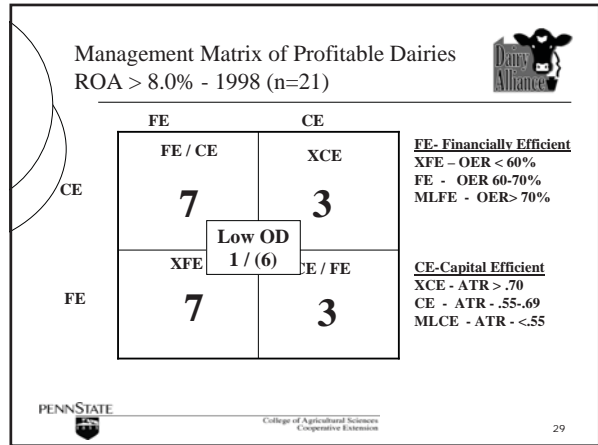 Management Matrix of Profitable Dairies
ROA > 8.0% - 1998 (n=21)
Dairy
Alliance
FE CE
FE / CE XCE
CE
7 3
Low OD
1 / (6)
XFE CE / FE
FE
7 3
FE- Financially Efficient
XFE – OER < 60%
FE - OER 60-70%
MLFE - OER> 70%
CE-Capital Efficient
XCE - ATR > .70
CE - ATR - .55-.69
MLCE - ATR - <.55
PENNSTATE
College of Agricultural Sciences
Cooperative Extension
29